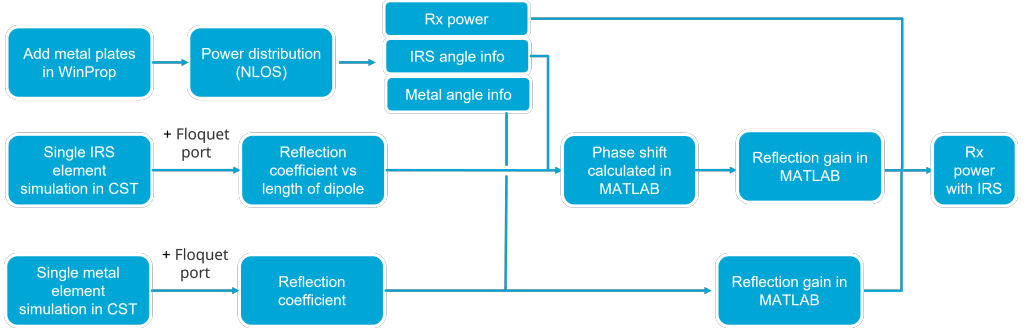 Add metal plates
in WinProp
Power distribution
(NLOS)
Rx power
IRS angle info
Metal angle info
Single IRS
element
simulation in CST
+ Floquet
port
Reflection
coefficient vs
length of dipole
Phase shift
calculated in
MATLAB
Reflection gain in
MATLAB
Rx
power
with IRS
Single metal
element
simulation in CST
+ Floquet
port
Reflection
coefficient
Reflection gain in
MATLAB